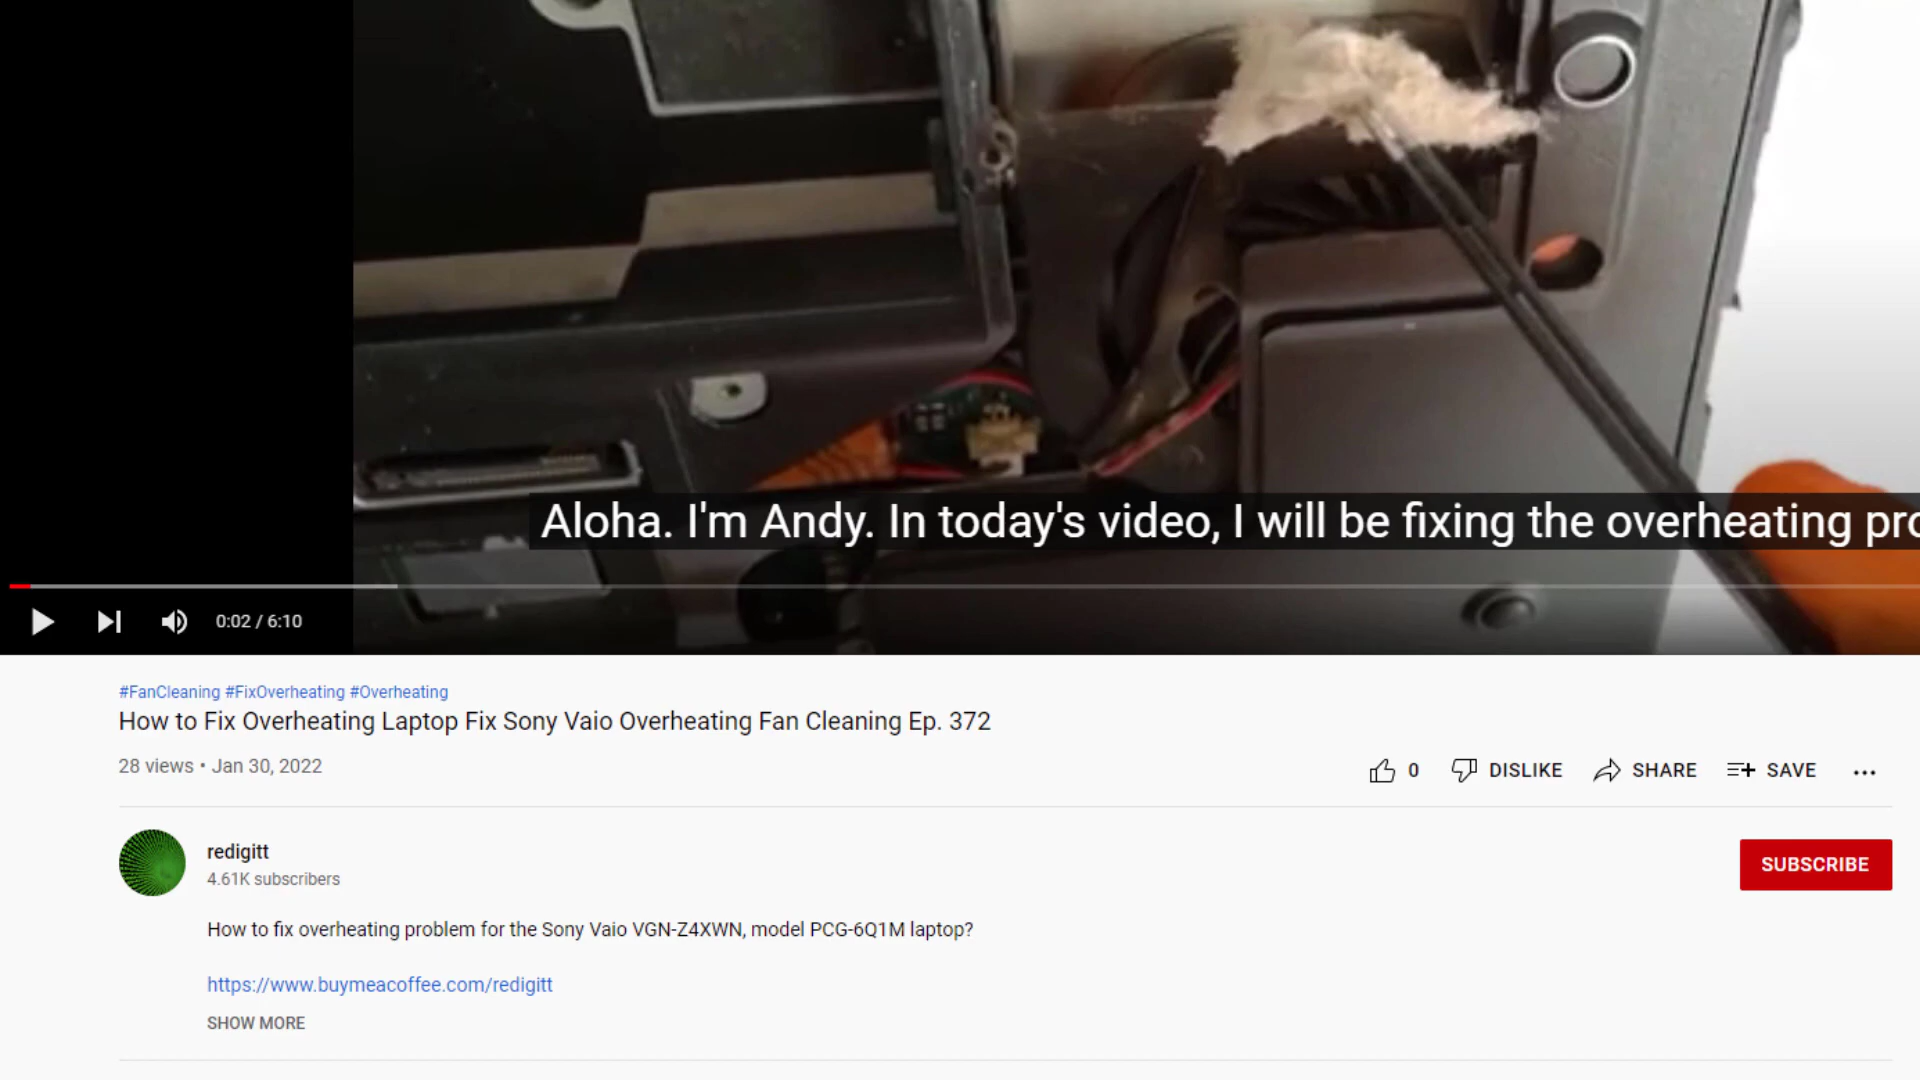 Aloha. I'm Andy. In today's video, I will be fixing the overheating
0:02 / 6:10
#FanCleaning #FixOverheating #Overheating
How to Fix Overheating Laptop Fix Sony Vaio Overheating Fan Cleaning Ep. 372
28 views • Jan 30, 2022
0 DISLIKE SHARE SAVE
redigitt
4.61K subscribers
SUBSCRIBE
How to fix overheating problem for the Sony Vaio VGN-Z4XWN, model PCG-6Q1M laptop?
https://www.buymeacoffee.com/redigitt
SHOW MORE